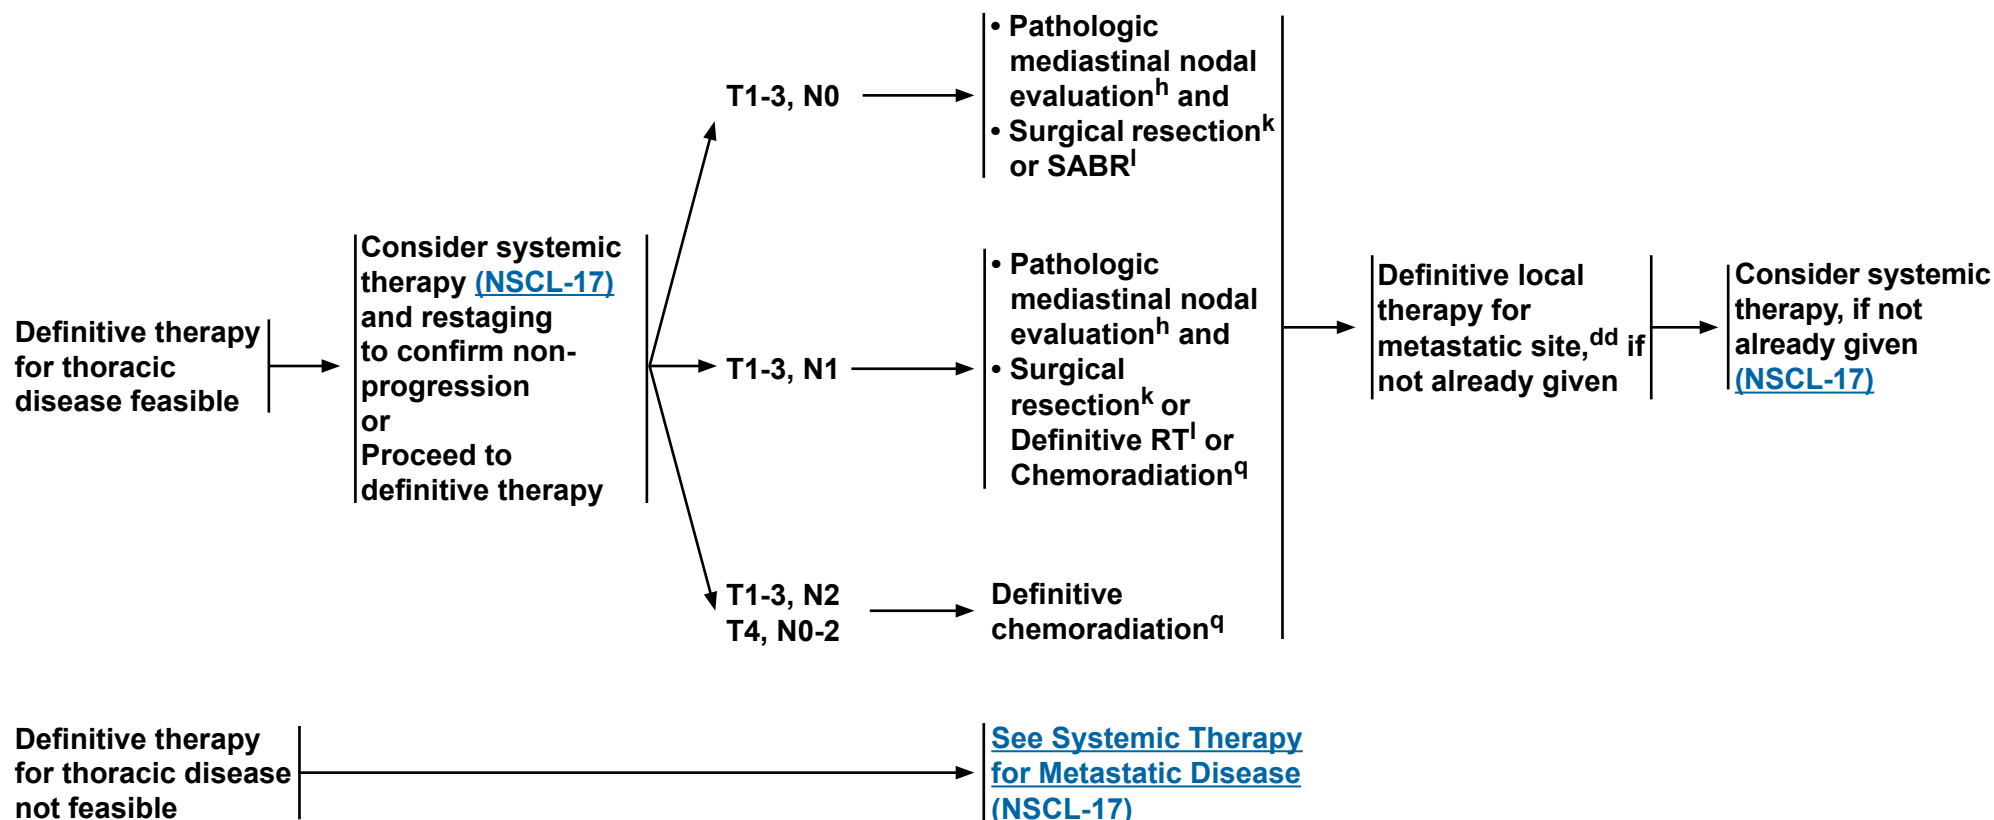 Definitive therapy
for thoracic
disease feasible
Consider systemic
therapy (NSCL-17)
and restaging
to confirm non-
progression
or
Proceed to
definitive therapy
T1-3, N0
• Pathologic
mediastinal nodal
evaluationh and
• Surgical resectionk
or SABRl
T1-3, N1
• Pathologic
mediastinal nodal
evaluationh and
• Surgical
resectionk or
Definitive RTl or
Chemoradiationq
T1-3, N2
T4, N0-2
Definitive
chemoradiationq
Definitive local
therapy for
metastatic site,dd if
not already given
Consider systemic
therapy, if not
already given
(NSCL-17)
Definitive therapy
for thoracic disease
not feasible
See Systemic Therapy
for Metastatic Disease
(NSCL-17)